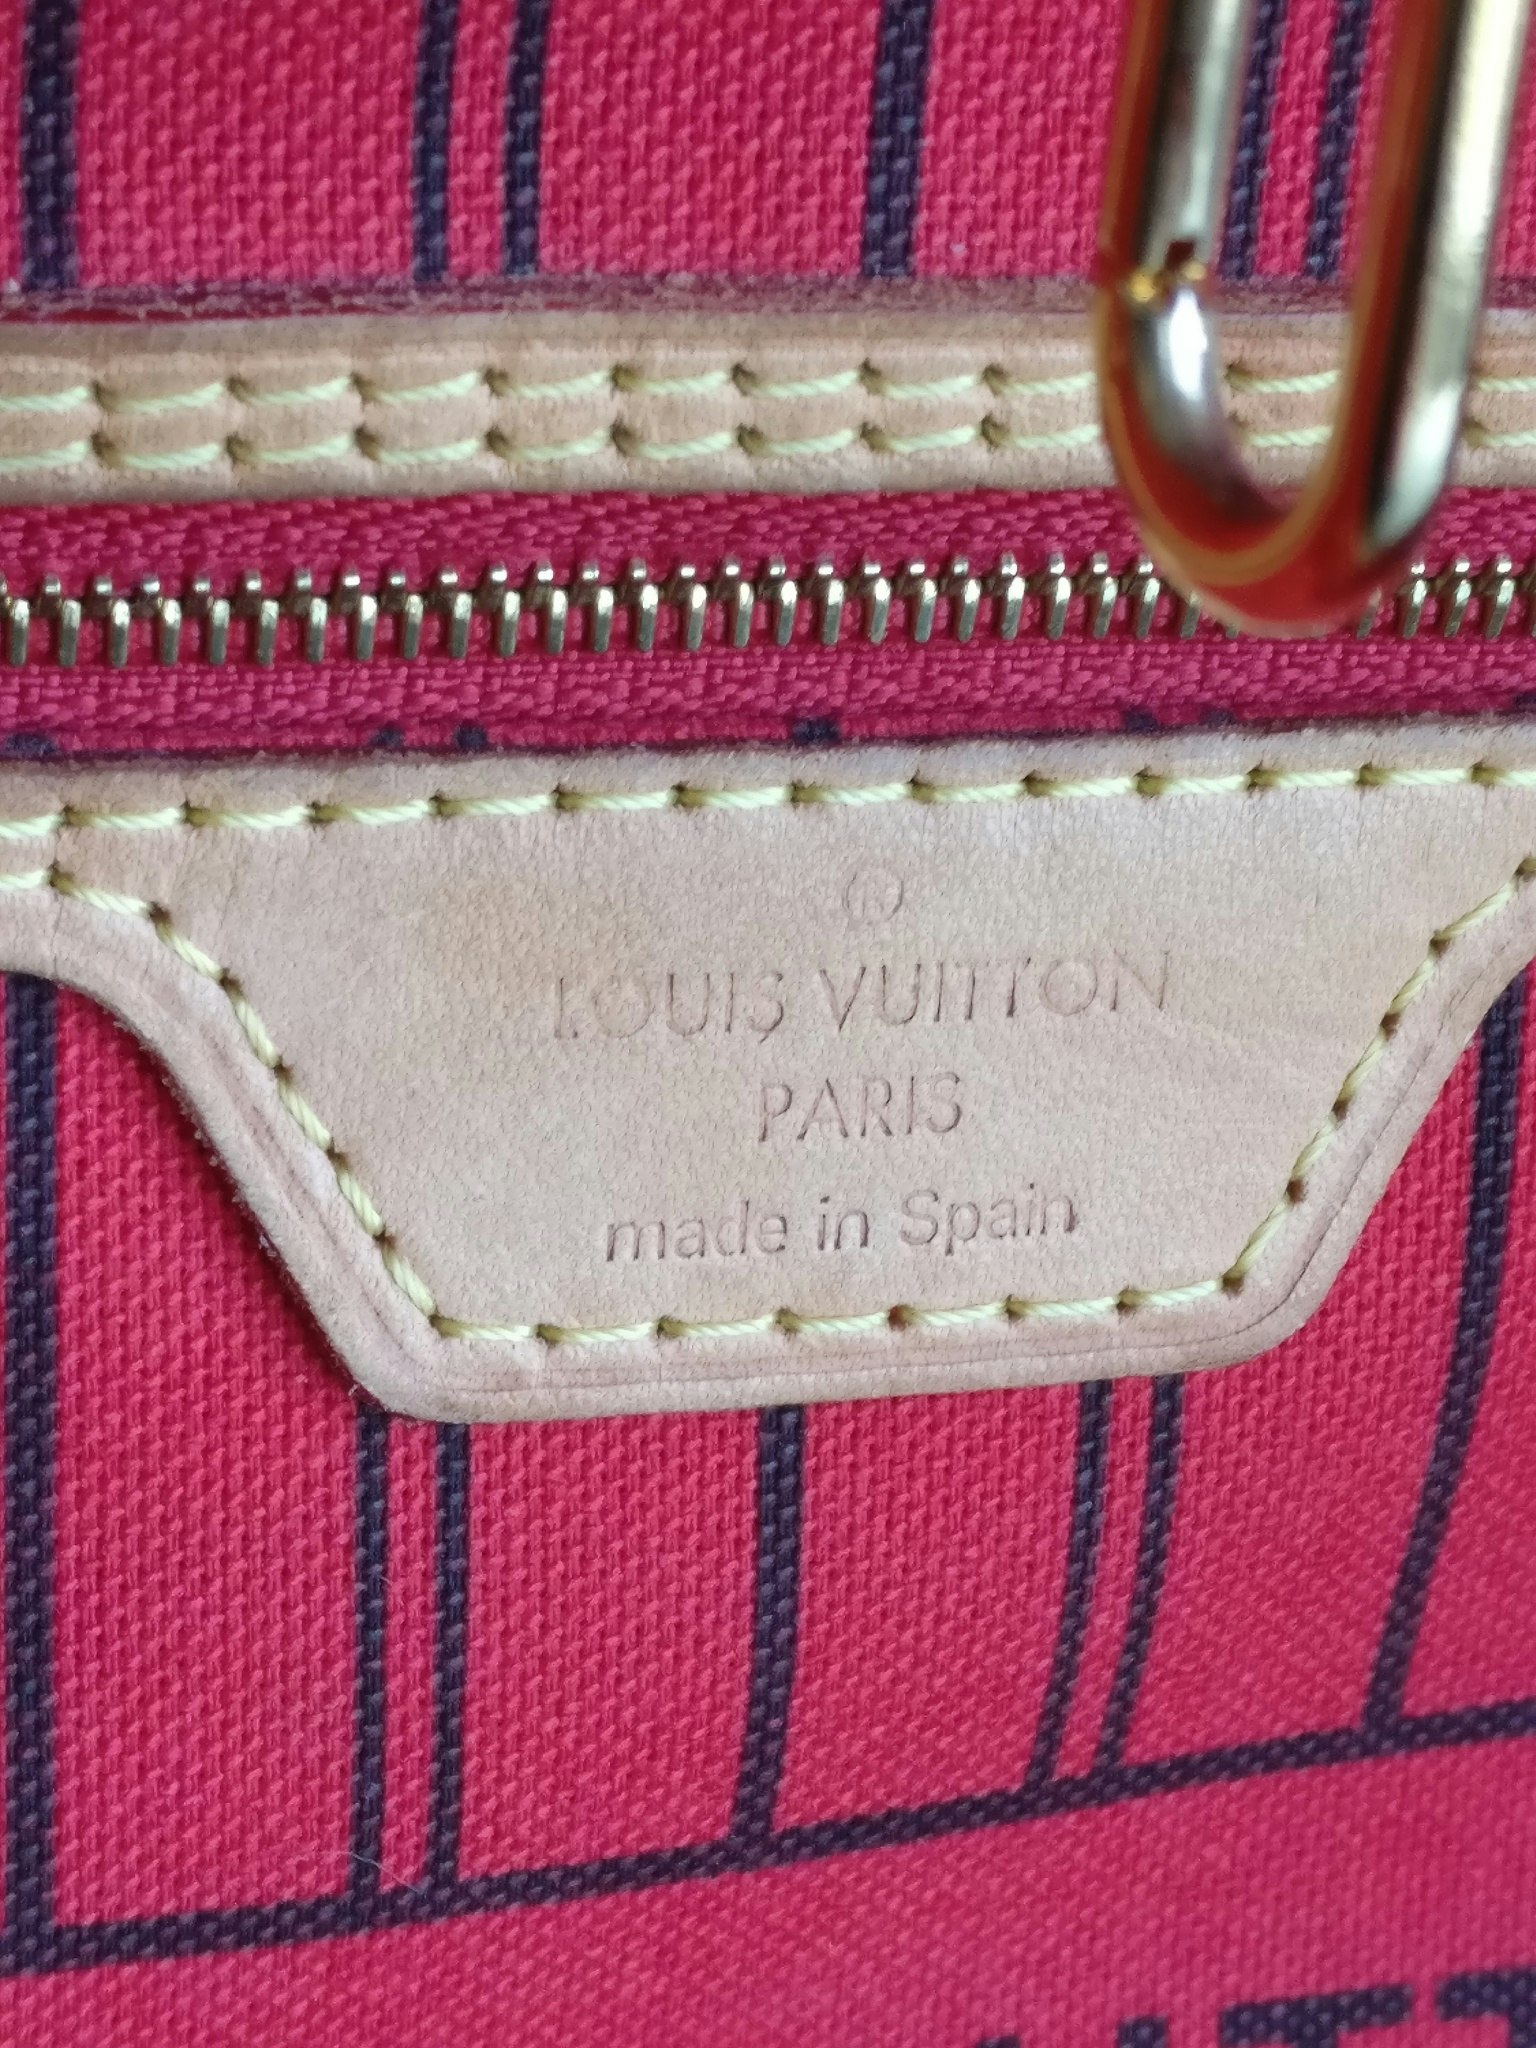 ®
LOUIS VUITTON
PARIS
made in Spain